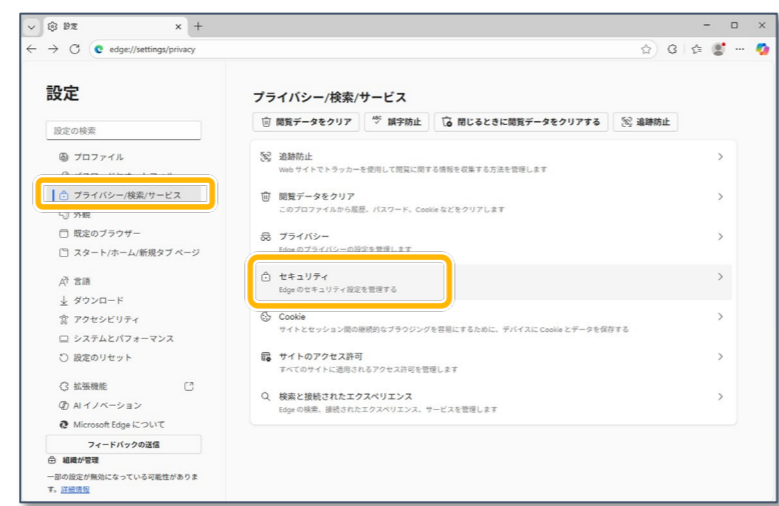 設定
edge://settings/privacy
設定
設定の検索
プロファイル
プライバシー/検索/サービス
外観
既定のブラウザー
スタート/ホーム/新規タブ ページ
言語
ダウンロード
アクセシビリティ
システムとパフォーマンス
設定のリセット
拡張機能
AI イノベーション
Microsoft Edge について
フィードバックの送信
組織が管理
一部の設定が無効になっている可能性がありま
す。詳細情報
プライバシー/検索/サービス
閲覧データをクリア
誤字防止
閉じるときに閲覧データをクリアする
追跡防止
追跡防止
Web サイトでトラッカーを使用して閲覧に関する情報を収集する方法を管理します
閲覧データをクリア
このプロファイルから履歴、パスワード、Cookie などをクリアします
プライバシー
Edge のプライバシーの設定を管理します
セキュリティ
Edge のセキュリティ設定を管理する
Cookie
サイトとセッション間の継続的なブラウジングを容易にするために、デバイスに Cookie とデータを保存する
サイトのアクセス許可
すべてのサイトに適用されるアクセス許可を管理します
検索と接続されたエクスペリエンス
Edge の検索、接続されたエクスペリエンス、サービスを管理します